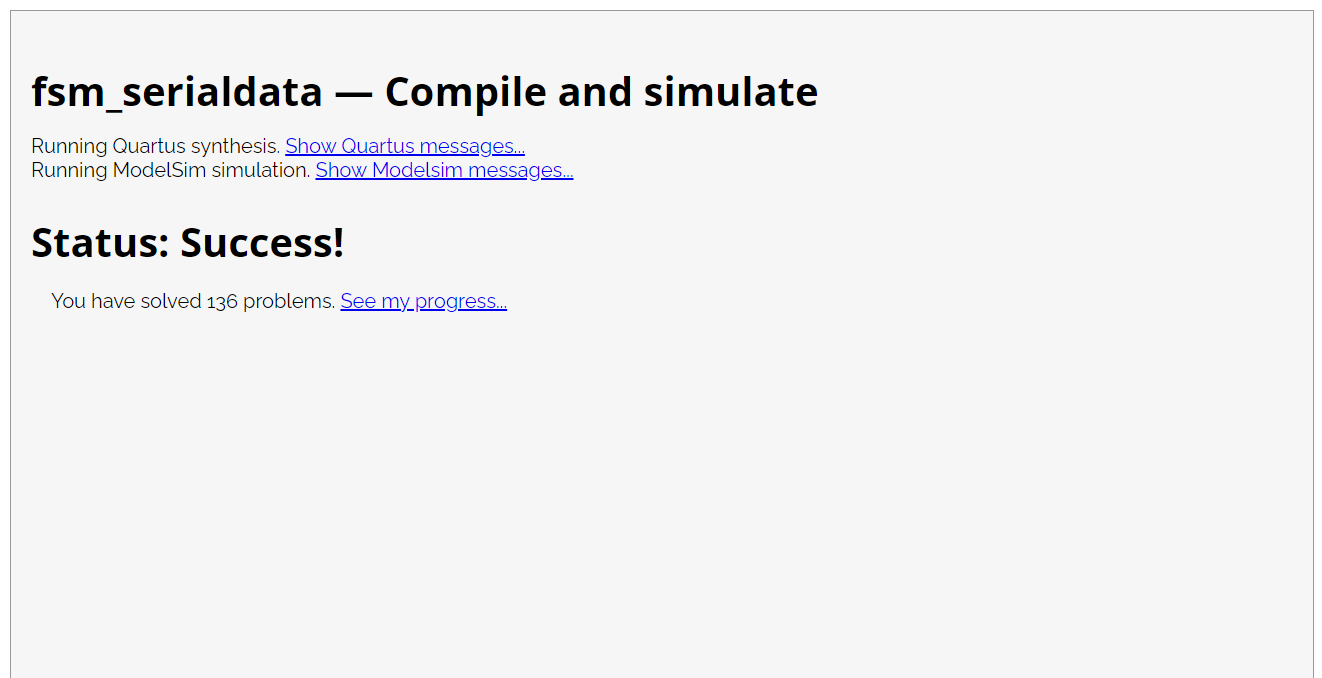 fsm_serialdata — Compile and simulate
Running Quartus synthesis. Show Quartus messages...
Running ModelSim simulation. Show Modelsim messages...
Status: Success!
You have solved 136 problems. See my progress...